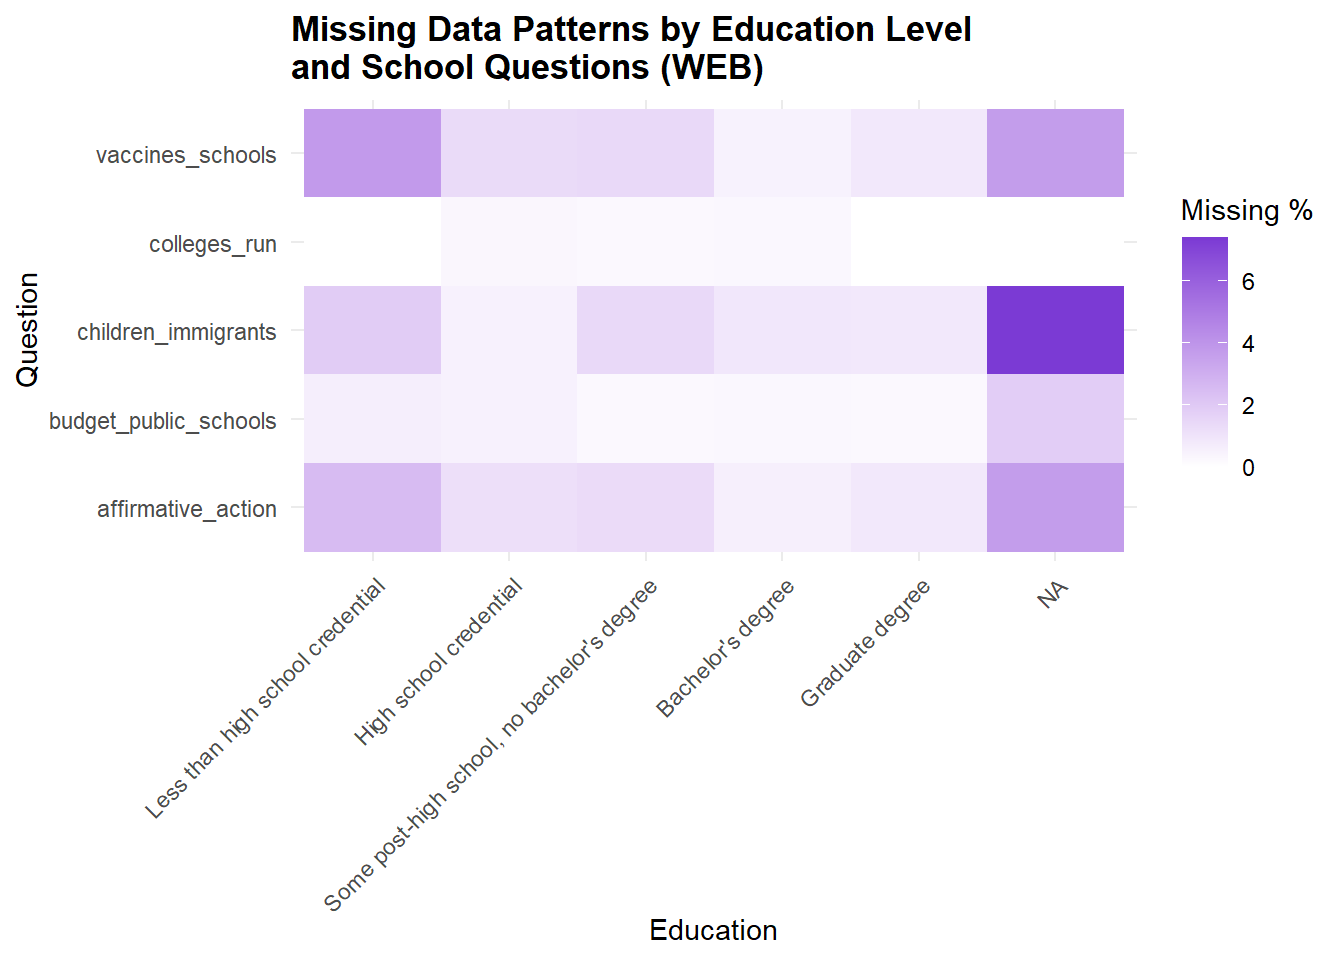 Missing Data Patterns by Education Level
and School Questions (WEB)
Question
vaccines_schools
colleges_run
children_immigrants
budget_public_schools
affirmative_action
Less than high school credential
High school credential
Some post-high school, no bachelor's degree
Bachelor's degree
Graduate degree
NA
Education
Missing %
6
4
2
0